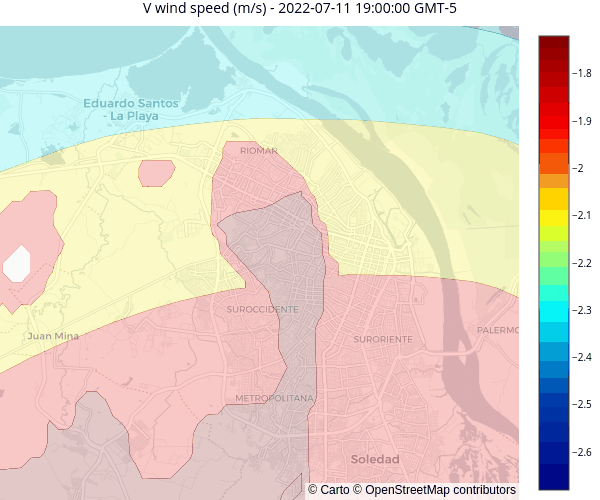 V wind speed (m/s) - 2022-07-11 19:00:00 GMT-5
Eduardo Santos
- La Playa
RIOMAR
SUROCCIDENTE
Juan Mina
SURORIENTE
PALERMO
METROPOLITANA
Soledad
© Carto © OpenStreetMap contributors
−1.8
−1.9
−2
−2.1
−2.2
−2.3
−2.4
−2.5
−2.6